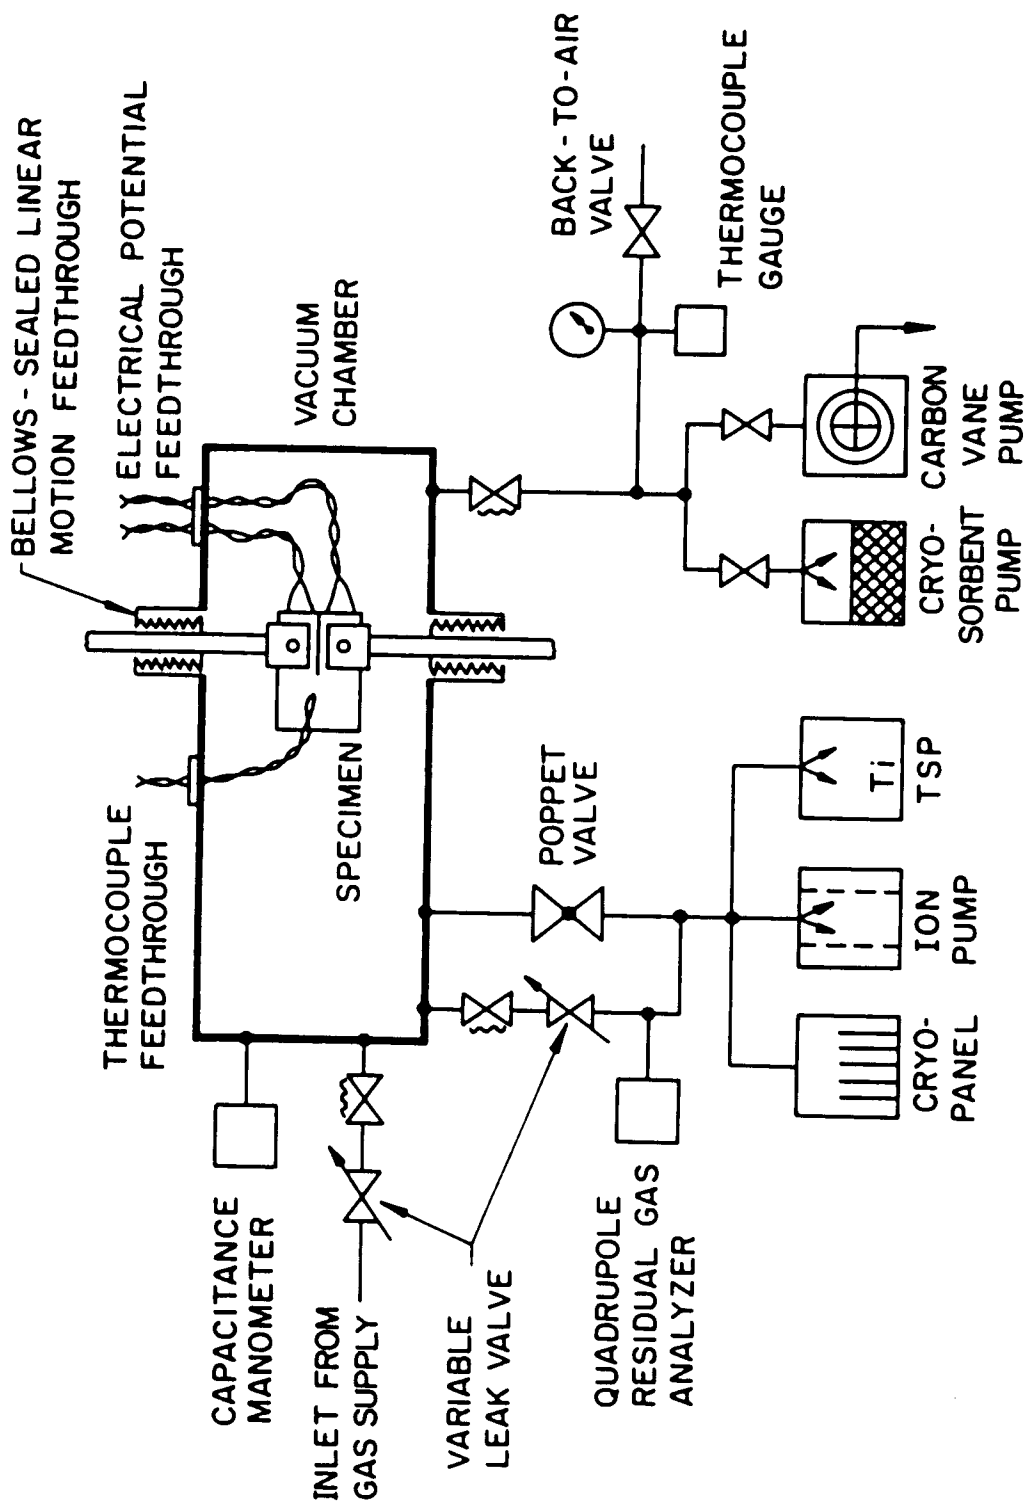 BELLOWS-SEALED LINEAR
MOTION FEEDTHROUGH
ELECTRICAL POTENTIAL
FEEDTHROUGH
THERMOCOUPLE
FEEDTHROUGH
VACUUM
CHAMBER
SPECIMEN
CAPACITANCE
MANOMETER
INLET FROM
GAS SUPPLY
VARIABLE
LEAK VALVE
POPPET
VALVE
BACK-TO-AIR
VALVE
THERMOCOUPLE
GAUGE
QUADRUPOLE
RESIDUAL GAS
ANALYZER
CRYO-
PANEL
ION
PUMP
Ti
TSP
CRYO-
SORBENT
PUMP
CARBON
VANE
PUMP